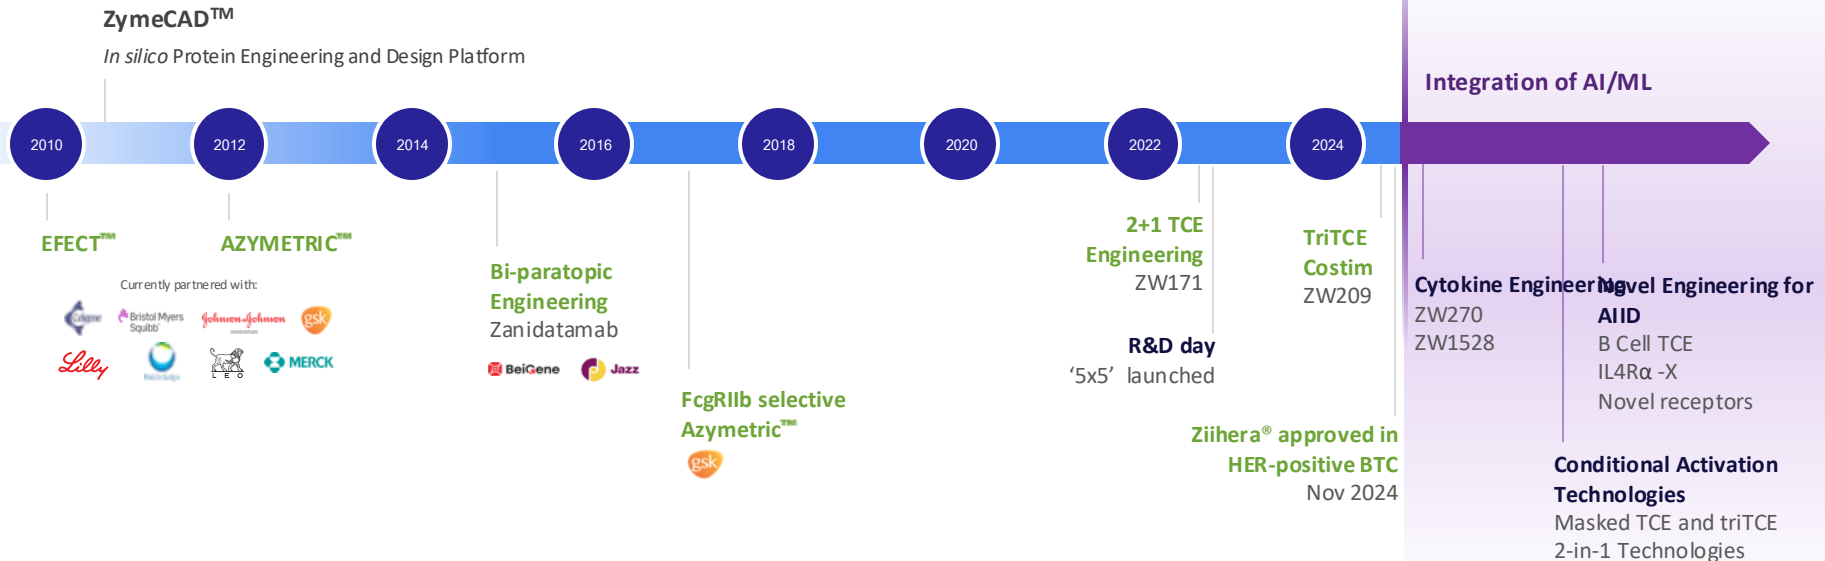 ZymeCAD™
In silico Protein Engineering and Design Platform
Integration of AI/ML
2010
2012
2014
2016
2018
2020
2022
2024
EFECT™
AZYMETRIC™
Currently partnered with:
Celgene
Bristol Myers
Squibb
Johnson&Johnson
INNOVATION
gsk
Lilly
LEO
MERCK
Bi-paratopic
Engineering
Zanidatamab
BeiGene
Jazz
FcgRIIb selective
Azymetric™
gsk
2+1 TCE
Engineering
ZW171
R&D day
‘5x5’ launched
TriTCE
Costim
ZW209
Ziihera® approved in
HER-positive BTC
Nov 2024
Cytokine Engineering
ZW270
ZW1528
Novel Engineering for
AIID
B Cell TCE
IL4Rα -X
Novel receptors
Conditional Activation
Technologies
Masked TCE and triTCE
2-in-1 Technologies